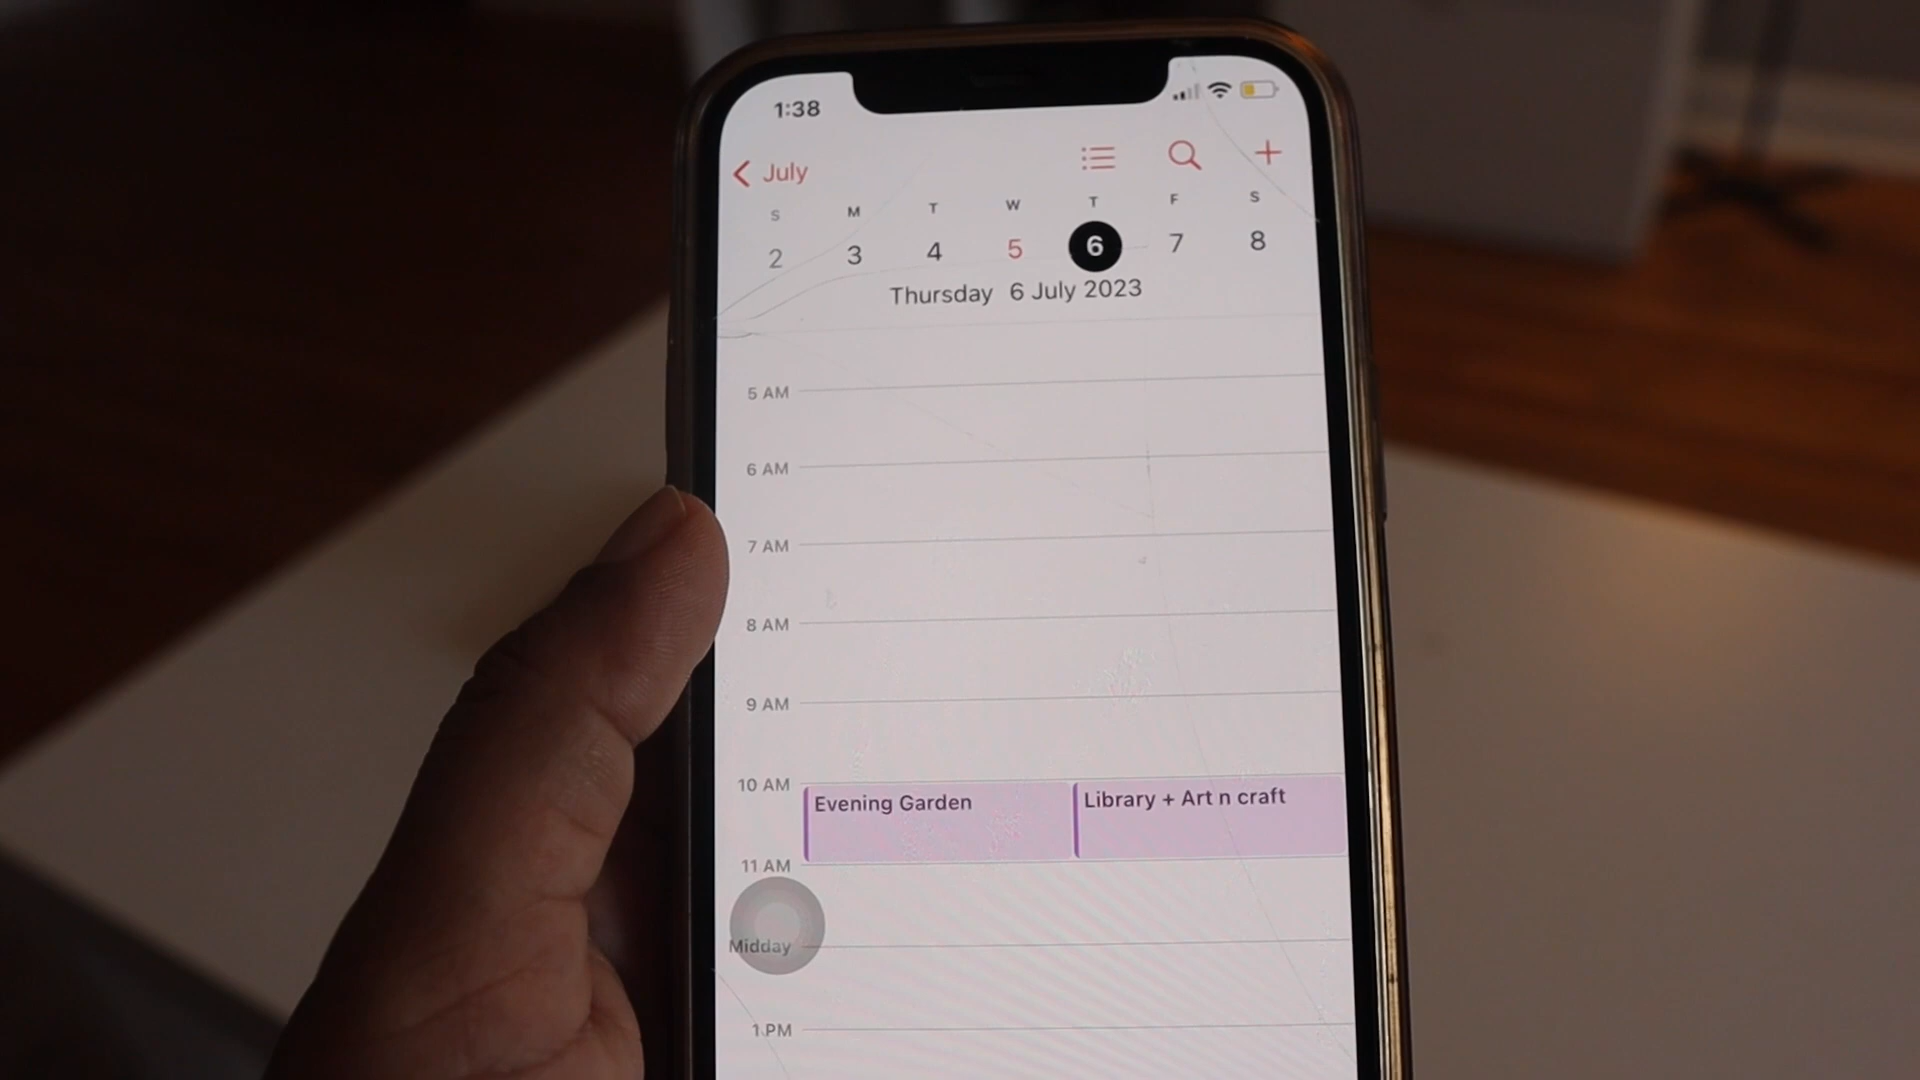 1:38
July
S M T W T F S
2 3 4 5 6 7 8
Thursday 6 July 2023
5 AM
6 AM
7 AM
8 AM
9 AM
10 AM
Evening Garden
Library + Art n craft
11 AM
Midday
1 PM